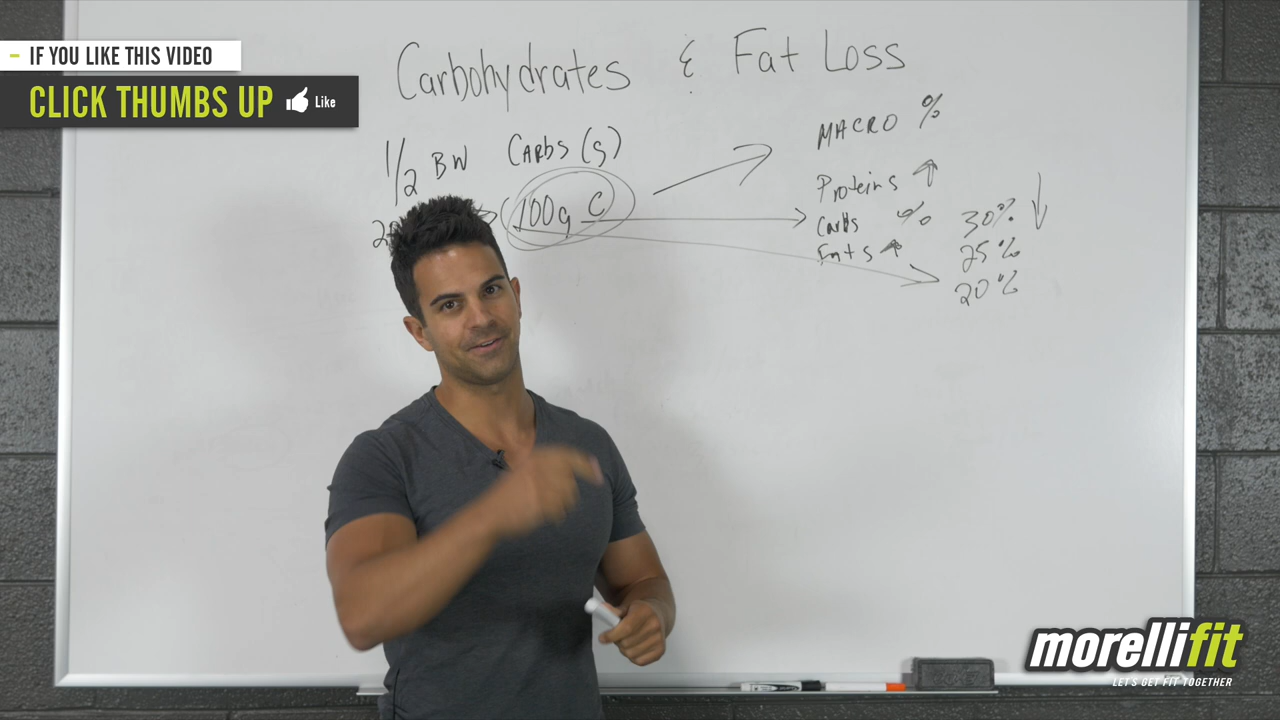 IF YOU LIKE THIS VIDEO
CLICK THUMBS UP Like
Carbohydrates & Fat Loss
1/2 BW CARBS (g)
100g C
MACRO %
Proteins ↑
Carbs % 30% ↓
Fats ↑ 25%
20%
morellifit
LET'S GET FIT TOGETHER